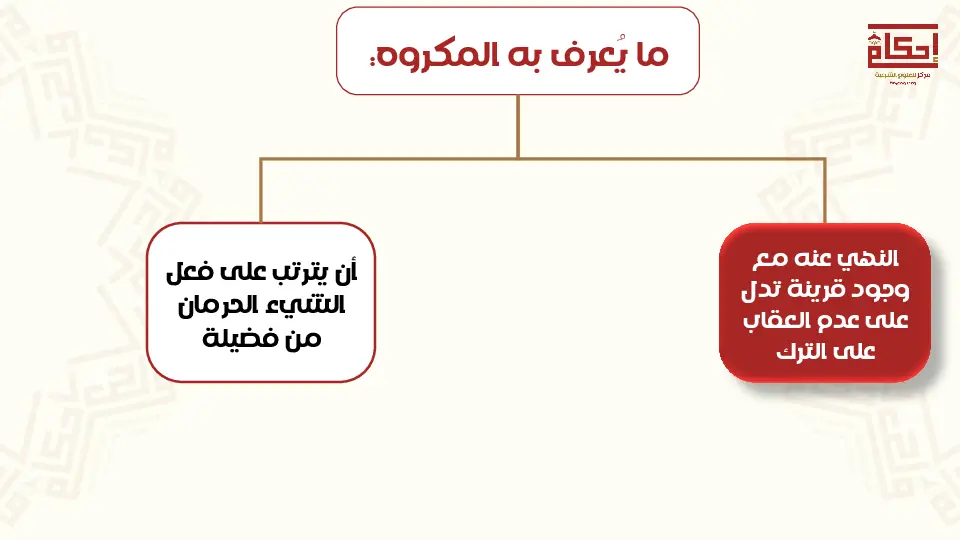 إحكام
مركز للعلوم الشرعية
ما يُعرف به المكروه:
النهي عنه مع
وجود قرينة تدل
على عدم العقاب
على الترك
أن يترتب على فعل
الشيء الحرمان
من فضيلة